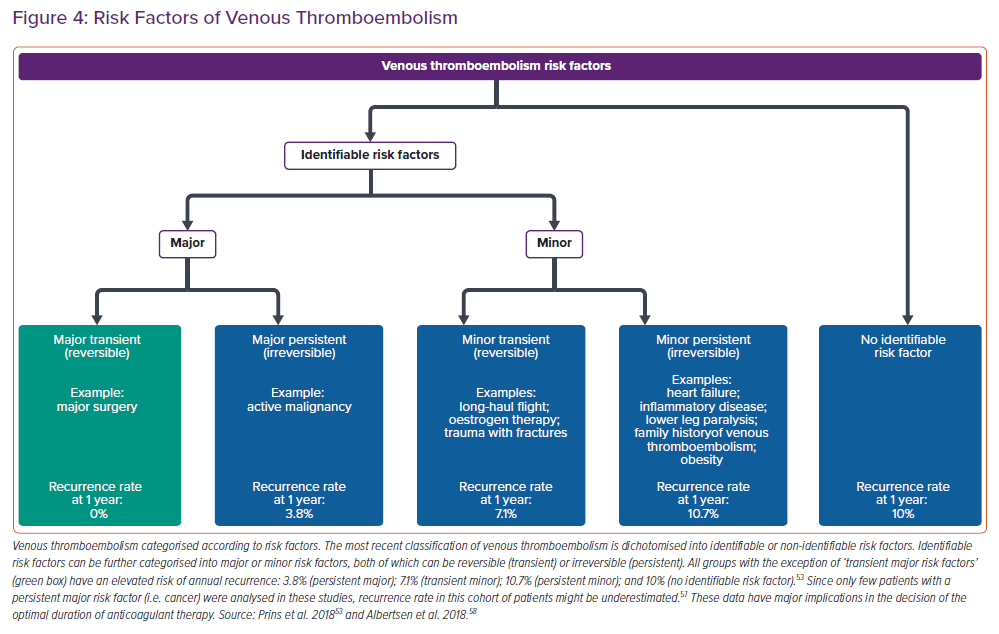 Figure 4: Risk Factors of Venous Thromboembolism
Venous thromboembolism risk factors
Identifiable risk factors
Major
Minor
Major transient
(reversible)
Example:
major surgery
Recurrence rate
at 1 year:
0%
Major persistent
(irreversible)
Example:
active malignancy
Recurrence rate
at 1 year:
3.8%
Minor transient
(reversible)
Examples:
long-haul flight;
oestrogen therapy;
trauma with fractures
Recurrence rate
at 1 year:
7.1%
Minor persistent
(irreversible)
Examples:
heart failure;
inflammatory disease;
lower leg paralysis;
family historyof venous
thromboembolism;
obesity
Recurrence rate
at 1 year:
10.7%
No identifiable
risk factor
Recurrence rate
at 1 year:
10%
Venous thromboembolism categorised according to risk factors. The most recent classification of venous thromboembolism is dichotomised into identifiable or non-identifiable risk factors. Identifiable
risk factors can be further categorised into major or minor risk factors, both of which can be reversible (transient) or irreversible (persistent). All groups with the exception of ‘transient major risk factors’
(green box) have an elevated risk of annual recurrence: 3.8% (persistent major); 7.1% (transient minor); 10.7% (persistent minor); and 10% (no identifiable risk factor).53 Since only few patients with a
persistent major risk factor (i.e. cancer) were analysed in these studies, recurrence rate in this cohort of patients might be underestimated.57 These data have major implications in the decision of the
optimal duration of anticoagulant therapy. Source: Prins et al. 201853 and Albertsen et al. 2018.58